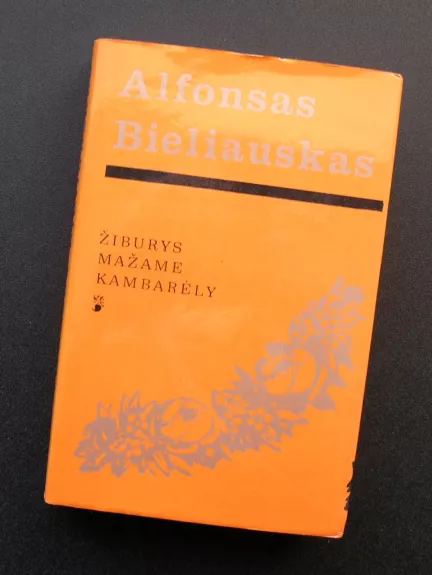 Alfonsas
Bieliauskas
ŽIBURYS
MAŽAME
KAMBARĖLY